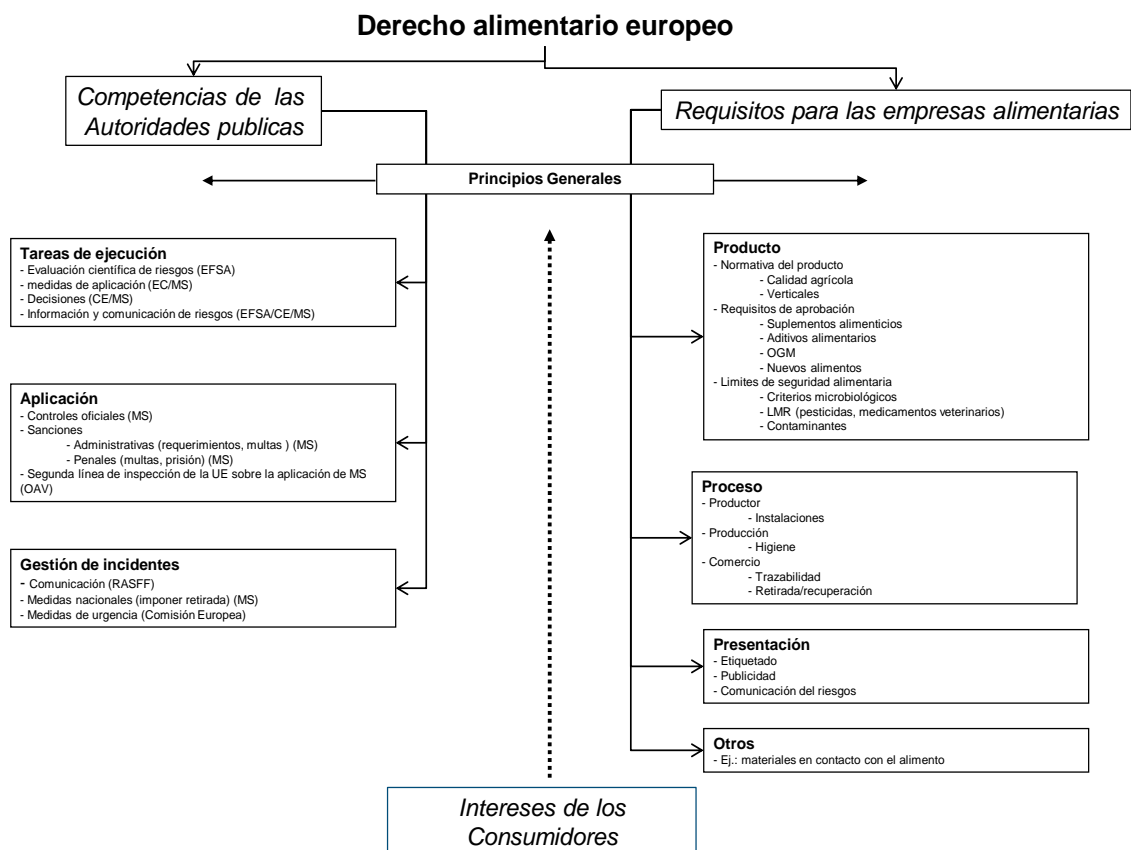 Derecho alimentario europeo
Competencias de las
Autoridades publicas
Requisitos para las empresas alimentarias
Principios Generales
Tareas de ejecución
- Evaluación científica de riesgos (EFSA)
- medidas de aplicación (EC/MS)
- Decisiones (CE/MS)
- Información y comunicación de riesgos (EFSA/CE/MS)
Aplicación
- Controles oficiales (MS)
- Sanciones
- Administrativas (requerimientos, multas ) (MS)
- Penales (multas, prisión) (MS)
- Segunda línea de inspección de la UE sobre la aplicación de MS
(OAV)
Gestión de incidentes
- Comunicación (RASFF)
- Medidas nacionales (imponer retirada) (MS)
- Medidas de urgencia (Comisión Europea)
Producto
- Normativa del producto
- Calidad agrícola
- Verticales
- Requisitos de aprobación
- Suplementos alimenticios
- Aditivos alimentarios
- OGM
- Nuevos alimentos
- Limites de seguridad alimentaria
- Criterios microbiológicos
- LMR (pesticidas, medicamentos veterinarios)
- Contaminantes
Proceso
- Productor
- Instalaciones
- Producción
- Higiene
- Comercio
- Trazabilidad
- Retirada/recuperación
Presentación
- Etiquetado
- Publicidad
- Comunicación del riesgos
Otros
- Ej.: materiales en contacto con el alimento
Intereses de los
Consumidores